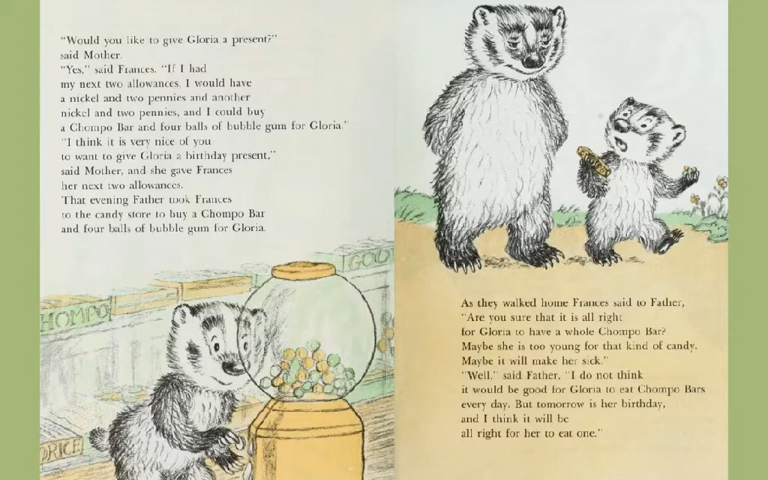 "Would you like to give Gloria a present?"
said Mother.
"Yes," said Frances. "If I had
my next two allowances, I would have
a nickel and two pennies and another
nickel and two pennies, and I could buy
a Chompo Bar and four balls of bubble gum for Gloria."
"I think it is very nice of you
to want to give Gloria a birthday present,"
said Mother, and she gave Frances
her next two allowances.
That evening Father took Frances
to the candy store to buy a Chompo Bar
and four balls of bubble gum for Gloria.
CHOMPO
GOO
ORICE
As they walked home Frances said to Father,
"Are you sure that it is all right
for Gloria to have a whole Chompo Bar?
Maybe she is too young for that kind of candy.
Maybe it will make her sick."
"Well," said Father, "I do not think
it would be good for Gloria to eat Chompo Bars
every day. But tomorrow is her birthday,
and I think it will be
all right for her to eat one."